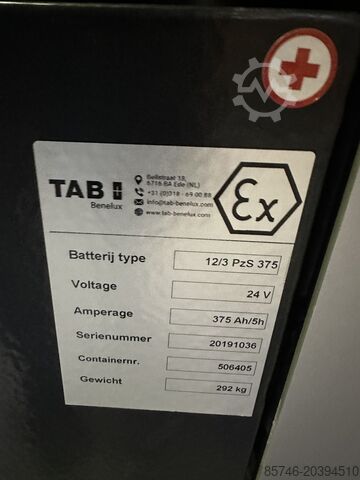 TAB
Benelux
Bellstraat 18,
6716 BA Ede (NL)
+31 (0)318 - 69 00 88
info@tab-benelux.com
www.tab-benelux.com
Ex
Batterij type 12/3 PzS 375
Voltage 24 V
Amperage 375 Ah/5h
Serienummer 20191036
Containernr. 506405
Gewicht 292 kg
85746-20394510